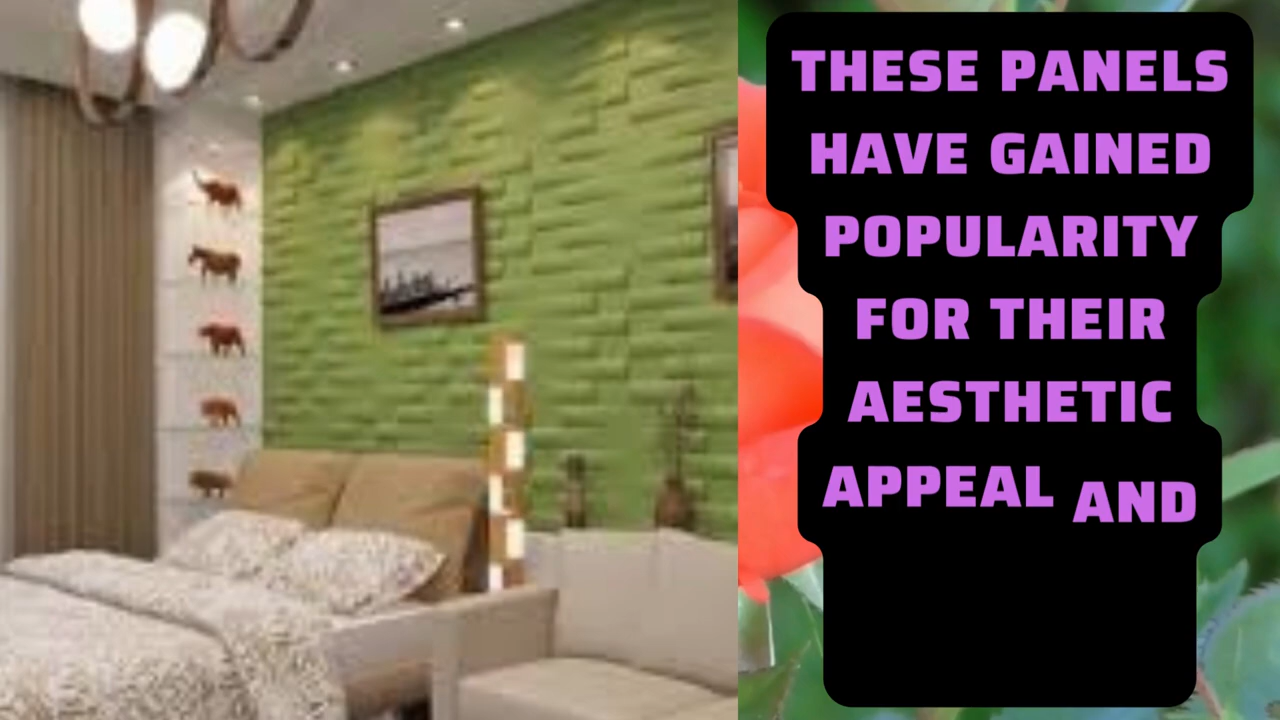 THESE PANELS
HAVE GAINED
POPULARITY
FOR THEIR
AESTHETIC
APPEAL AND